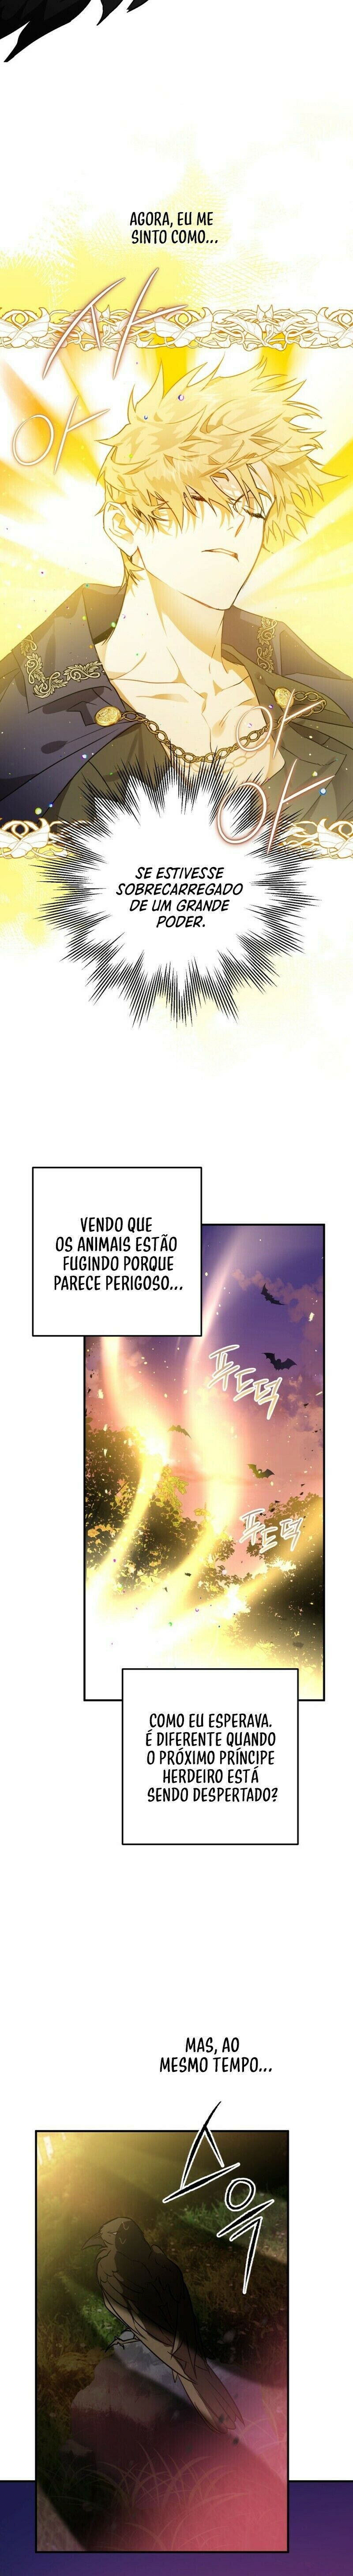 AGORA, EU ME
SINTO COMO...
SE ESTIVESSE
SOBRECARREGADO
DE UM GRANDE
PODER.
VENDO QUE
OS ANIMAIS ESTÃO
FUGINDO PORQUE
PARECE PERIGOSO...
푸드덕
푸드덕
COMO EU ESPERAVA.
É DIFERENTE QUANDO
O PRÓXIMO PRÍNCIPE
HERDEIRO ESTÁ
SENDO DESPERTADO?
MAS, AO
MESMO TEMPO...